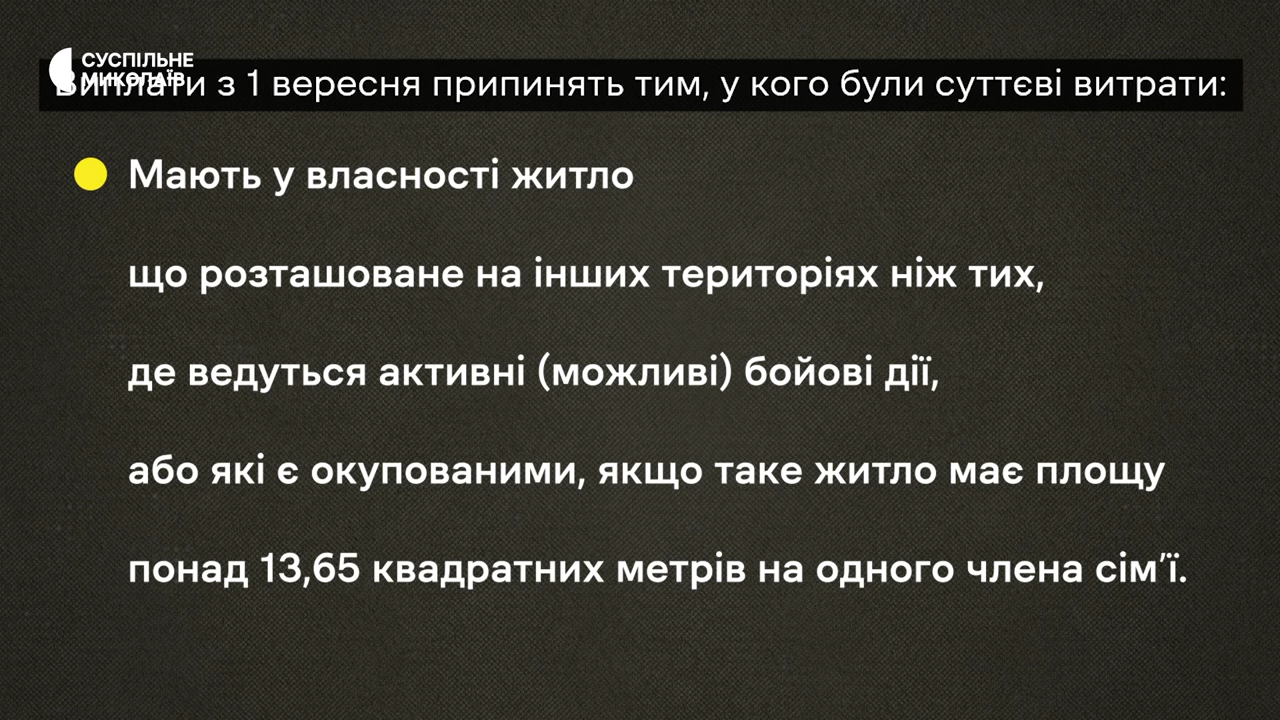 СУСПІЛЬНЕ
МИКОЛАЇВ
Виплати з 1 вересня припинять тим, у кого були суттєві витрати:
Мають у власності житло
що розташоване на інших територіях ніж тих,
де ведуться активні (можливі) бойові дії,
або які є окупованими, якщо таке житло має площу
понад 13,65 квадратних метрів на одного члена сім’ї.